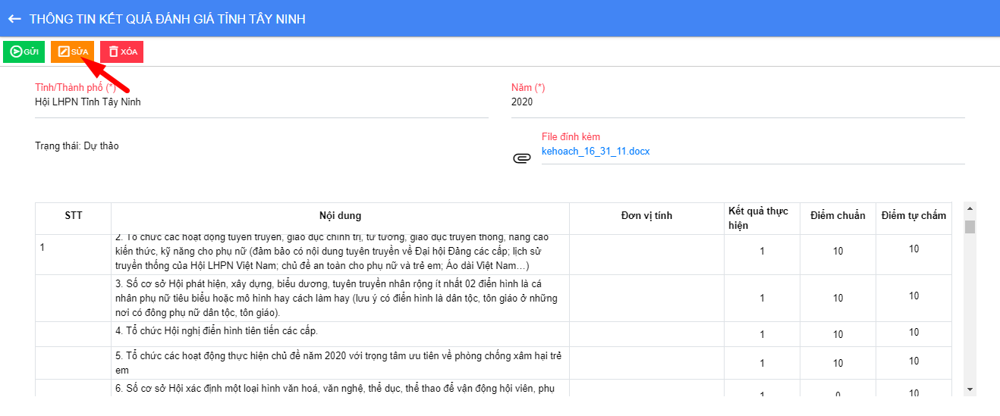 THÔNG TIN KẾT QUẢ ĐÁNH GIÁ TỈNH TÂY NINH
GỬI SỬA XÓA
Tỉnh/Thành phố (*)
Hội LHPN Tỉnh Tây Ninh
Năm (*)
2020
Trạng thái: Dự thảo
File đính kèm
kehoach_16_31_11.docx
STT Nội dung Đơn vị tính Kết quả thực hiện Điểm chuẩn Điểm tự chấm
2. Tổ chức các hoạt động tuyên truyền, giáo dục chính trị, tư tưởng, giáo dục truyền thống, nâng cao
1 kiến thức, kỹ năng cho phụ nữ (đảm bảo có nội dung tuyên truyền về Đại hội Đảng các cấp; lịch sử 1 10 10
truyền thống của Hội LHPN Việt Nam; chủ đề an toàn cho phụ nữ và trẻ em; Áo dài Việt Nam…)
3. Số cơ sở Hội phát hiện, xây dựng, biểu dương, tuyên truyền nhân rộng ít nhất 02 điển hình là cá
nhân phụ nữ tiêu biểu hoặc mô hình hay cách làm hay (lưu ý có điển hình là dân tộc, tôn giáo ở những 1 10 10
nơi có đông phụ nữ dân tộc, tôn giáo).
4. Tổ chức Hội nghị điển hình tiên tiến các cấp. 1 10 10
5. Tổ chức các hoạt động thực hiện chủ đề năm 2020 với trọng tâm ưu tiên về phòng chống xâm hại trẻ
em 1 10 10
6. Số cơ sở Hội xác định một loại hình văn hoá, văn nghệ, thể dục, thể thao để vận động hội viên, phụ
1 0 10